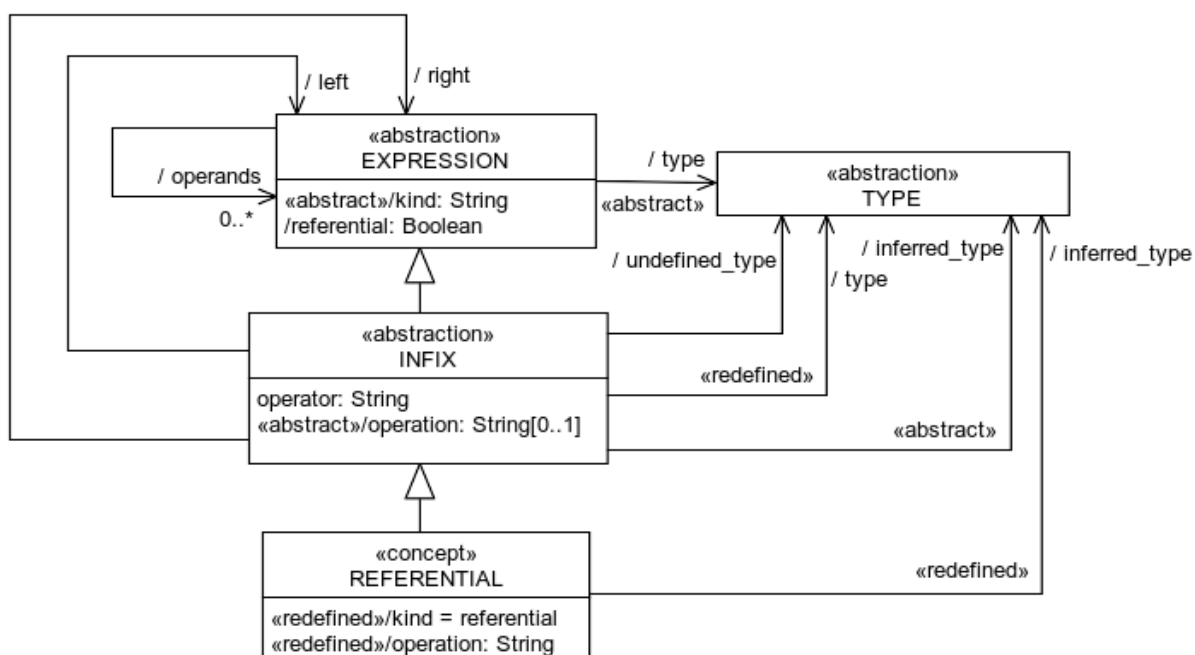 / left
/ right
«abstraction»
EXPRESSION
/ operands
0..*
«abstract»/kind: String
/referential: Boolean
/ type
«abstract»
«abstraction»
TYPE
/ undefined_type
/ type
/ inferred_type
/ inferred_type
«abstraction»
INFIX
operator: String
«abstract»/operation: String[0..1]
«redefined»
«abstract»
«concept»
REFERENTIAL
«redefined»/kind = referential
«redefined»/operation: String
«redefined»